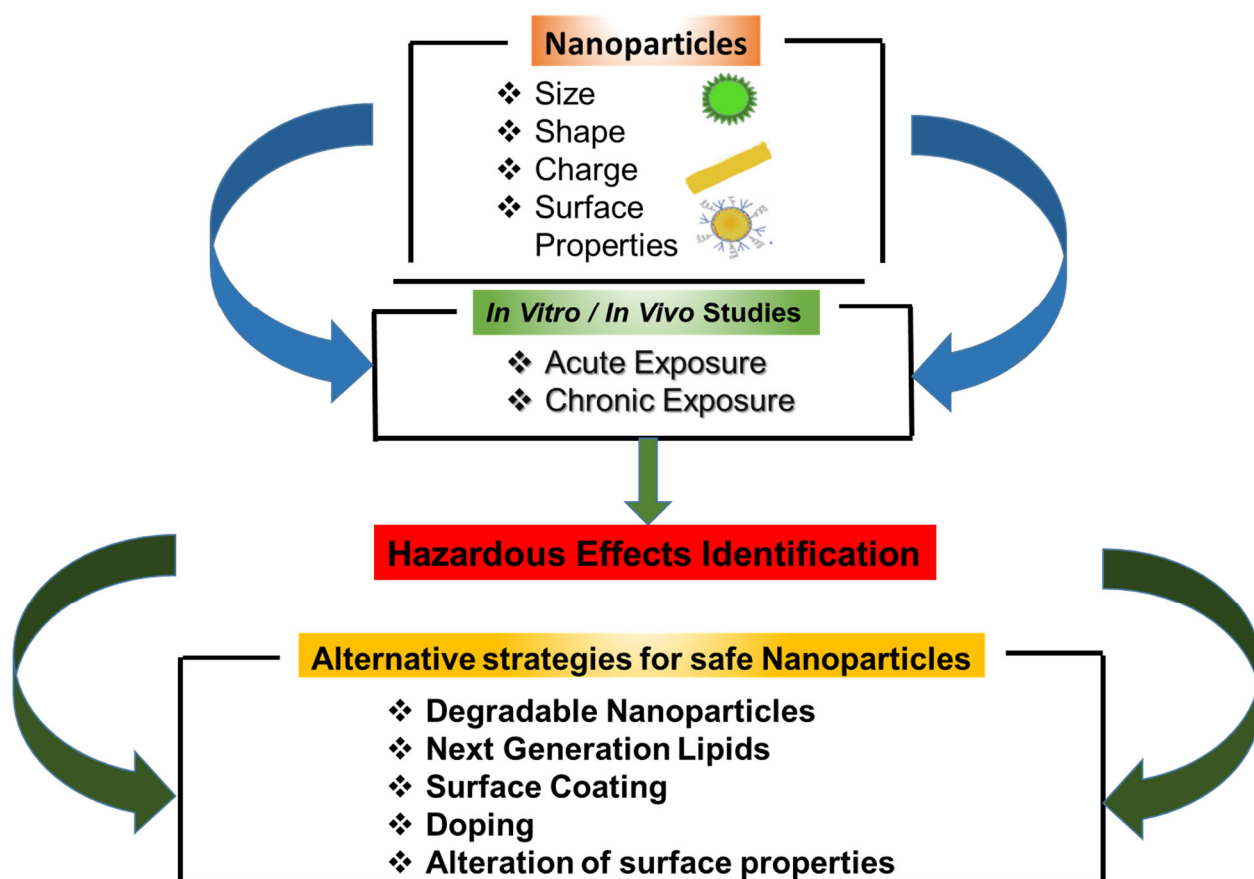 Nanoparticles
❖ Size
❖ Shape
❖ Charge
❖ Surface
Properties
In Vitro / In Vivo Studies
❖ Acute Exposure
❖ Chronic Exposure
Hazardous Effects Identification
Alternative strategies for safe Nanoparticles
❖ Degradable Nanoparticles
❖ Next Generation Lipids
❖ Surface Coating
❖ Doping
❖ Alteration of surface properties